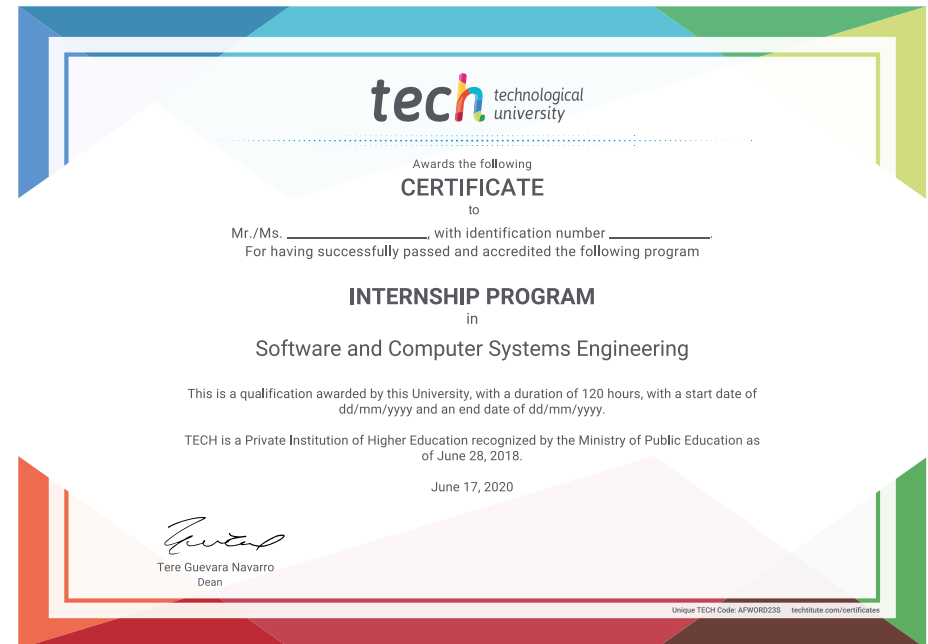 tech technological
university
Awards the following
CERTIFICATE
to
Mr./Ms. ____________________, with identification number ______________.
For having successfully passed and accredited the following program
INTERNSHIP PROGRAM
in
Software and Computer Systems Engineering
This is a qualification awarded by this University, with a duration of 120 hours, with a start date of
dd/mm/yyyy and an end date of dd/mm/yyyy.
TECH is a Private Institution of Higher Education recognized by the Ministry of Public Education as
of June 28, 2018.
June 17, 2020
Tere Guevara Navarro
Dean
Unique TECH Code: AFWORD23S techtitute.com/certificates